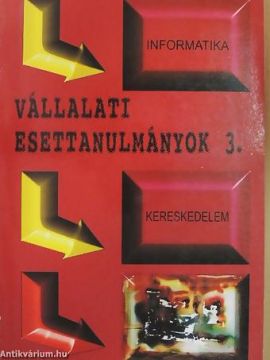 INFORMATIKA
VÁLLALATI
ESETTANULMÁNYOK 3.
KERESKEDELEM
Antikvárium.hu